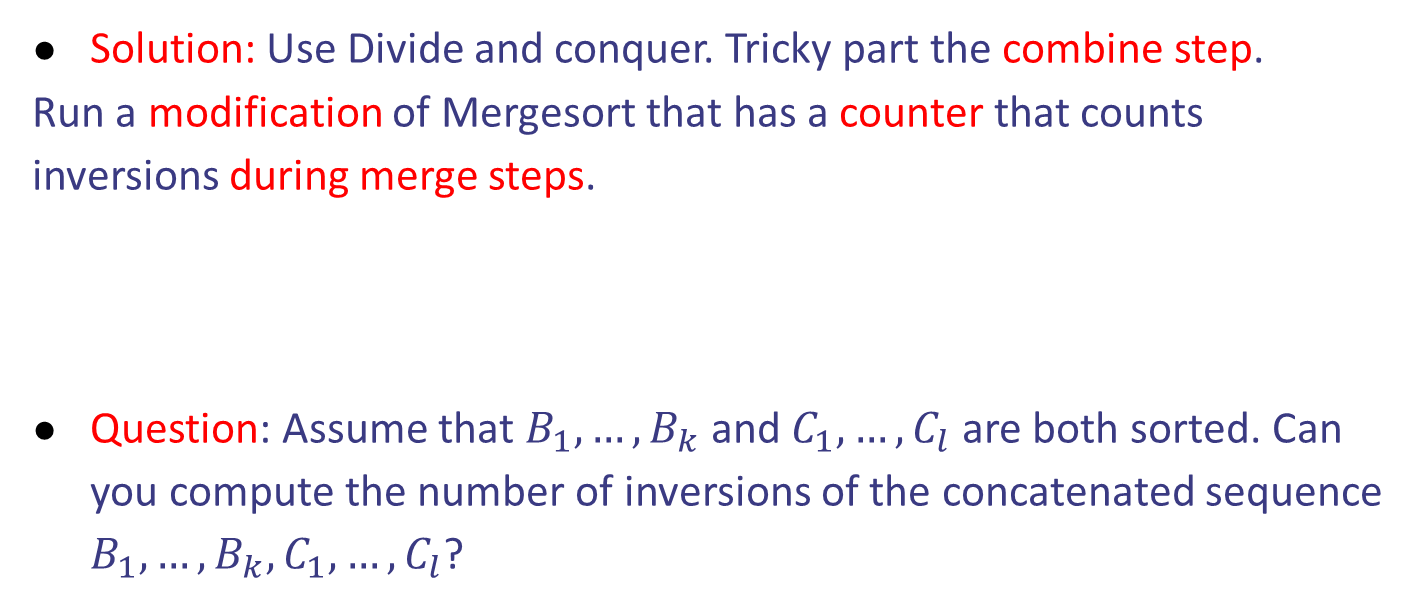 • Solution: Use Divide and conquer. Tricky part the combine step.
Run a modification of Mergesort that has a counter that counts
inversions during merge steps.
• Question: Assume that B₁, … , Bₖ and C₁, … , Cₗ are both sorted. Can
you compute the number of inversions of the concatenated sequence
B₁, … , Bₖ, C₁, … , Cₗ?